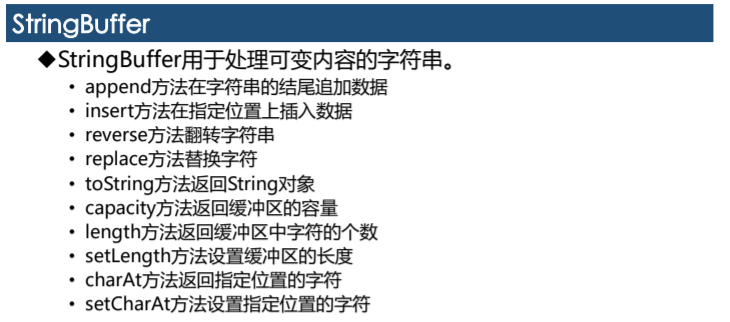 StringBuffer
◆StringBuffer用于处理可变内容的字符串。
• append方法在字符串的结尾追加数据
• insert方法在指定位置上插入数据
• reverse方法翻转字符串
• replace方法替换字符
• toString方法返回String对象
• capacity方法返回缓冲区的容量
• length方法返回缓冲区中字符的个数
• setLength方法设置缓冲区的长度
• charAt方法返回指定位置的字符
• setCharAt方法设置指定位置的字符